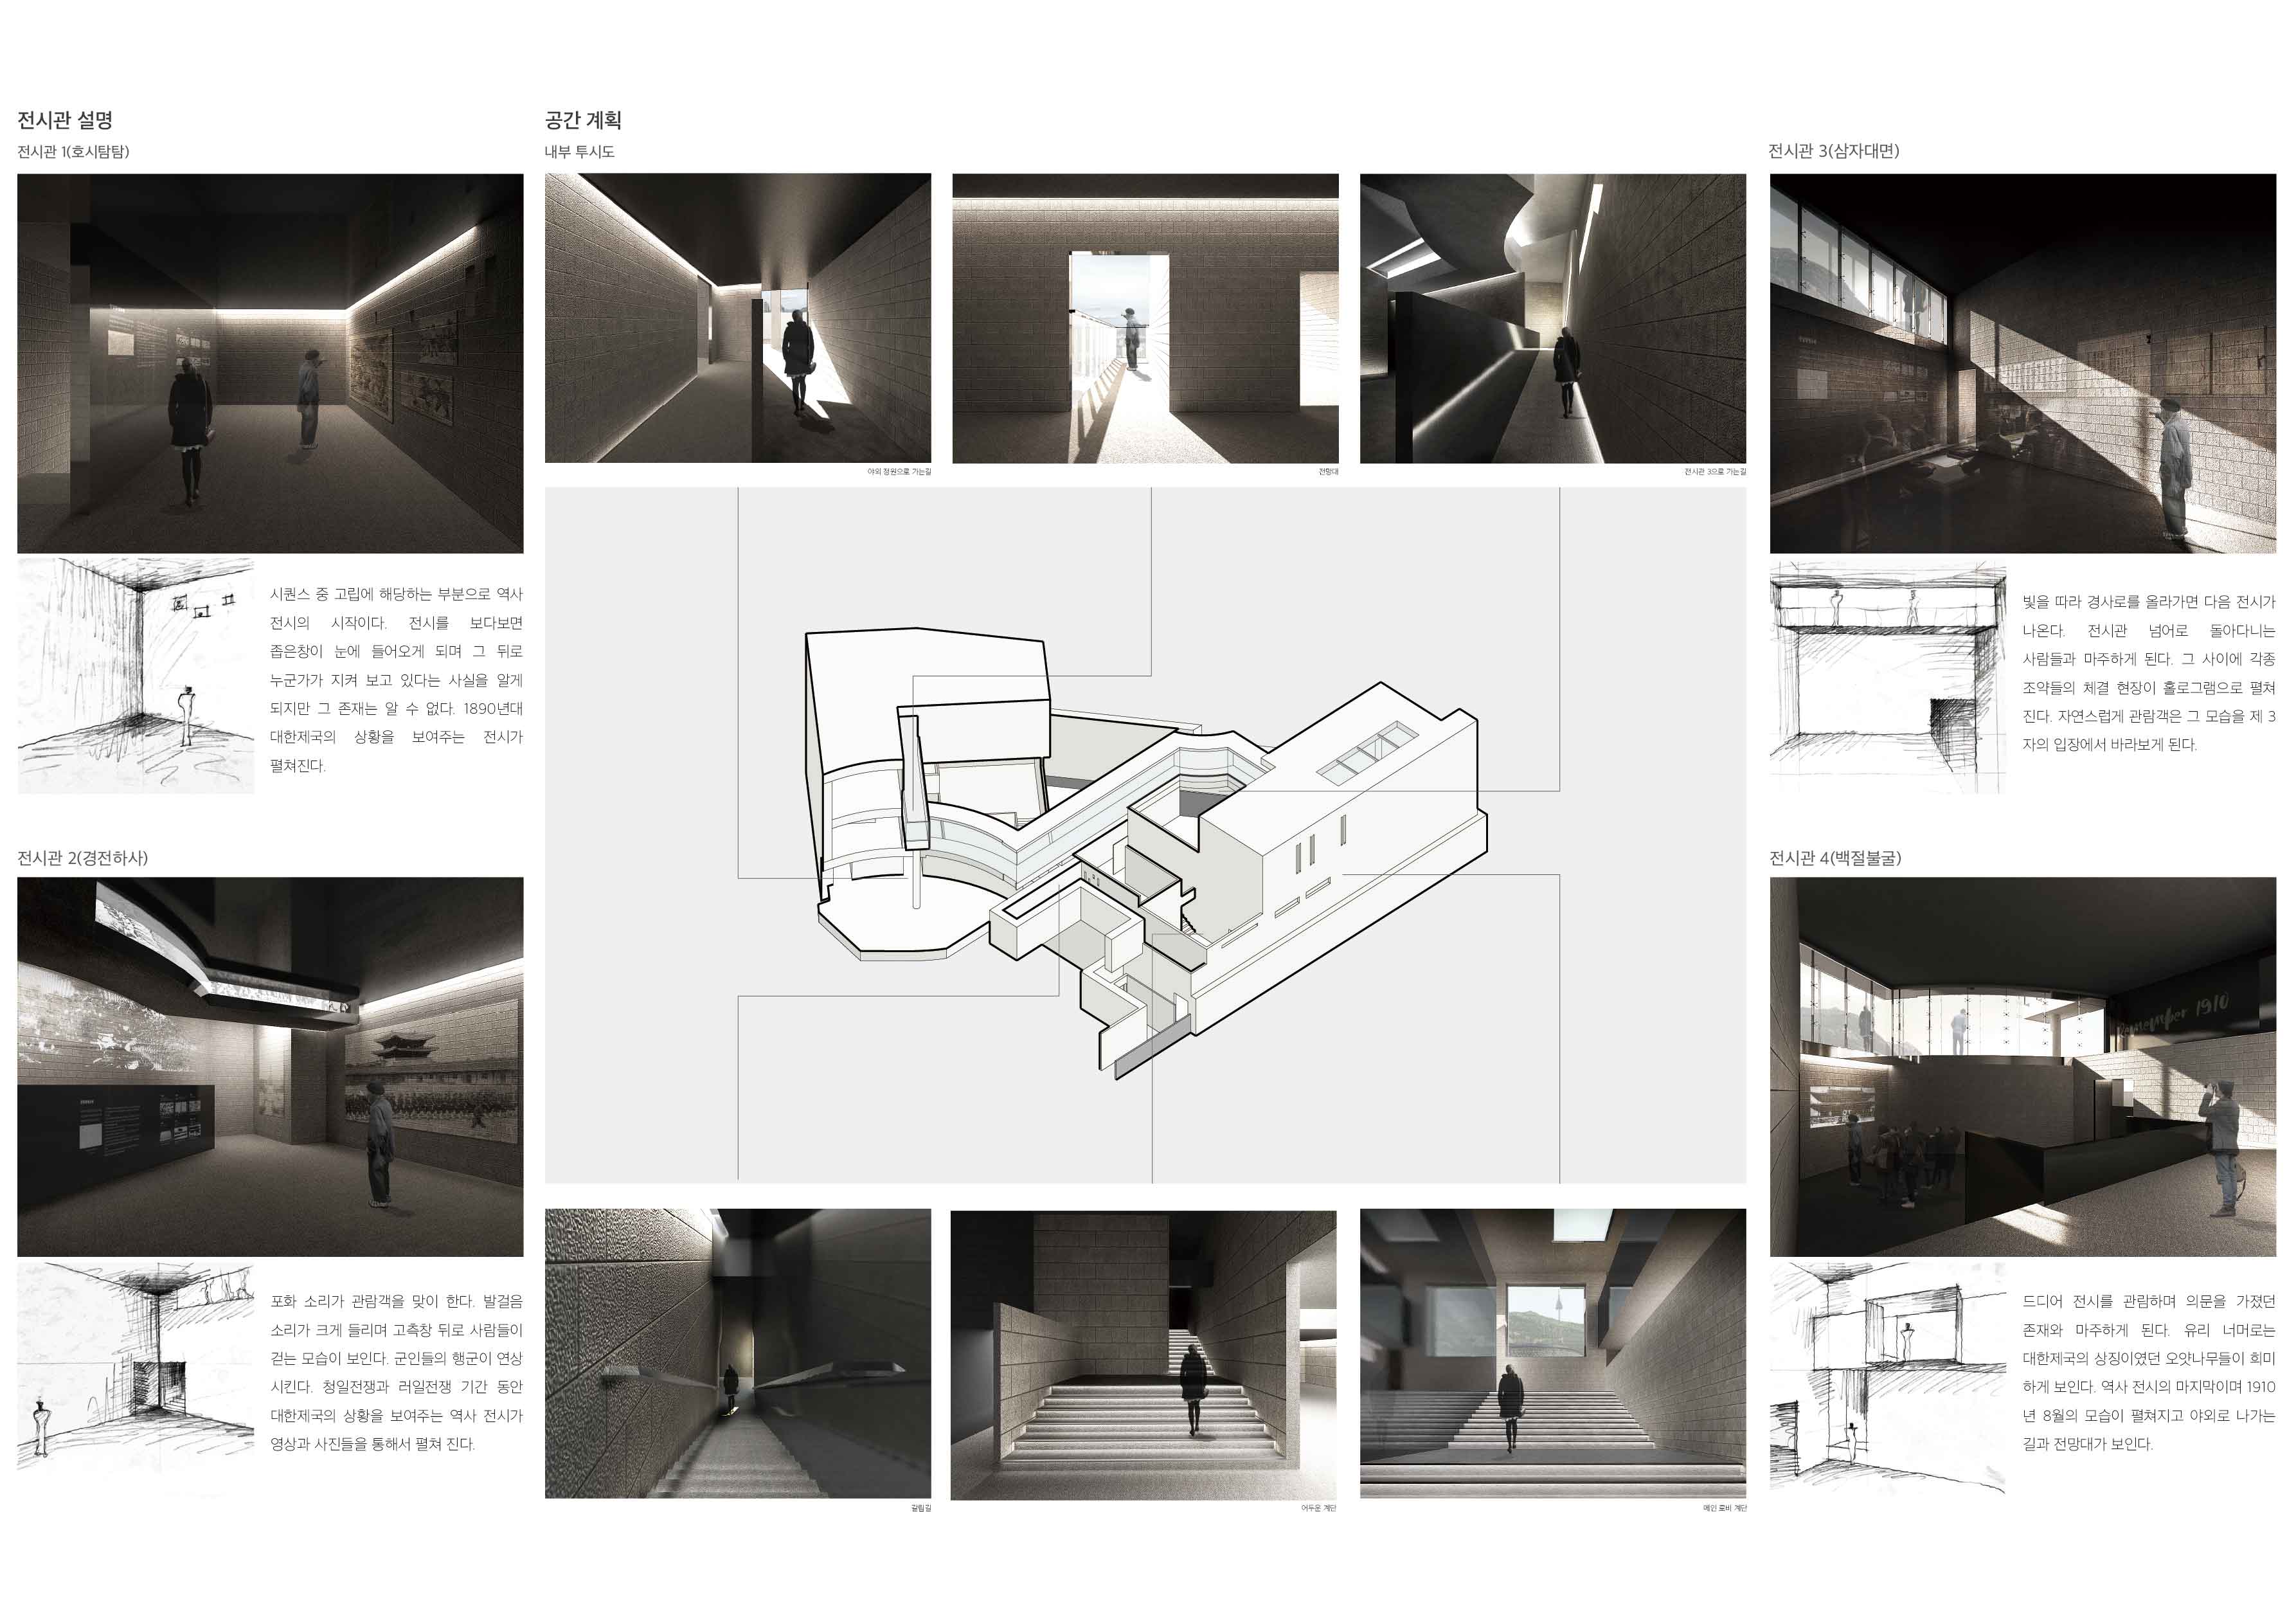 전시관 설명
전시관 1(호시탐탐)
시퀀스 중 고립에 해당하는 부분으로 역사
전시의 시작이다. 전시를 보다보면
좁은창이 눈에 들어오게 되며 그 뒤로
누군가가 지켜 보고 있다는 사실을 알게
되지만 그 존재는 알 수 없다. 1890년대
대한제국의 상황을 보여주는 전시가
펼쳐진다.
전시관 2(경전하사)
포화 소리가 관람객을 맞이 한다. 발걸음
소리가 크게 들리며 고측창 뒤로 사람들이
걷는 모습이 보인다. 군인들의 행군이 연상
시킨다. 청일전쟁과 러일전쟁 기간 동안
대한제국의 상황을 보여주는 역사 전시가
영상과 사진들을 통해서 펼쳐 진다.
공간 계획
내부 투시도
야외 정원으로 가는길
전망대
전시관 3으로 가는길
갈림길
어두운 계단
메인 로비 계단
전시관 3(삼자대면)
빛을 따라 경사로를 올라가면 다음 전시가
나온다. 전시관 넘어로 돌아다니는
사람들과 마주하게 된다. 그 사이에 각종
조약들의 체결 현장이 홀로그램으로 펼쳐
진다. 자연스럽게 관람객은 그 모습을 제 3
자의 입장에서 바라보게 된다.
전시관 4(백절불굴)
Remember 1910
드디어 전시를 관람하며 의문을 가졌던
존재와 마주하게 된다. 유리 너머로는
대한제국의 상징이였던 오얏나무들이 희미
하게 보인다. 역사 전시의 마지막이며 1910
년 8월의 모습이 펼쳐지고 야외로 나가는
길과 전망대가 보인다.